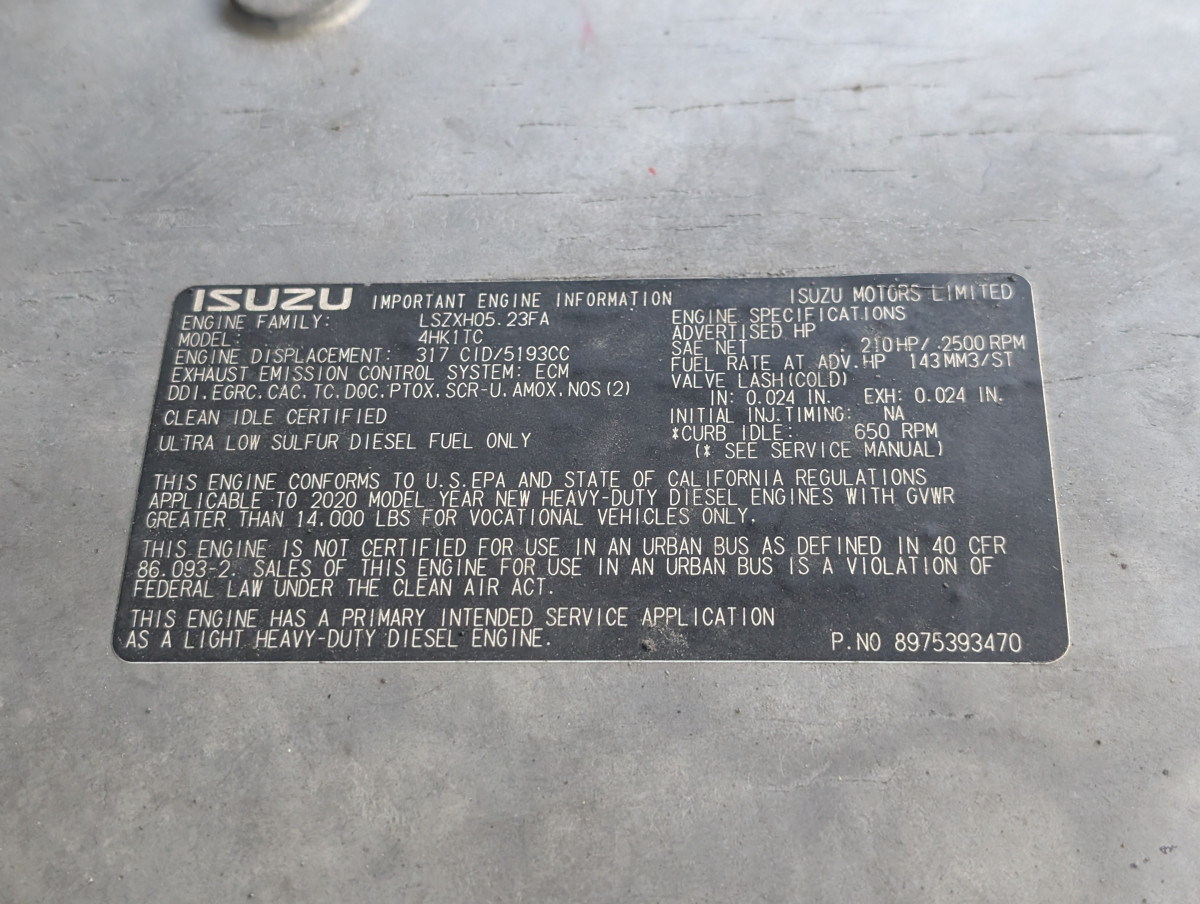 ISUZU IMPORTANT ENGINE INFORMATION ISUZU MOTORS LIMITED
ENGINE FAMILY: LSZXH05.23FA
MODEL: 4HK1TC
ENGINE DISPLACEMENT: 317 CID/5193CC
EXHAUST EMISSION CONTROL SYSTEM: ECM
DDI.EGRC.CAC.TC.DOC.PTOX.SCR-U.AMOX.NOS(2)
CLEAN IDLE CERTIFIED
ULTRA LOW SULFUR DIESEL FUEL ONLY
ENGINE SPECIFICATIONS
ADVERTISED HP
SAE NET 210HP/.2500RPM
FUEL RATE AT ADV.HP 143MM3/ST
VALVE LASH(COLD)
IN: 0.024 IN. EXH: 0.024 IN.
INITIAL INJ.TIMING: NA
*CURB IDLE: 650 RPM
(* SEE SERVICE MANUAL)
THIS ENGINE CONFORMS TO U.S.EPA AND STATE OF CALIFORNIA REGULATIONS
APPLICABLE TO 2020 MODEL YEAR NEW HEAVY-DUTY DIESEL ENGINES WITH GVWR
GREATER THAN 14.000 LBS FOR VOCATIONAL VEHICLES ONLY.
THIS ENGINE IS NOT CERTIFIED FOR USE IN AN URBAN BUS AS DEFINED IN 40 CFR
86.093-2. SALES OF THIS ENGINE FOR USE IN AN URBAN BUS IS A VIOLATION OF
FEDERAL LAW UNDER THE CLEAN AIR ACT.
THIS ENGINE HAS A PRIMARY INTENDED SERVICE APPLICATION
AS A LIGHT HEAVY-DUTY DIESEL ENGINE.
P.NO 8975393470